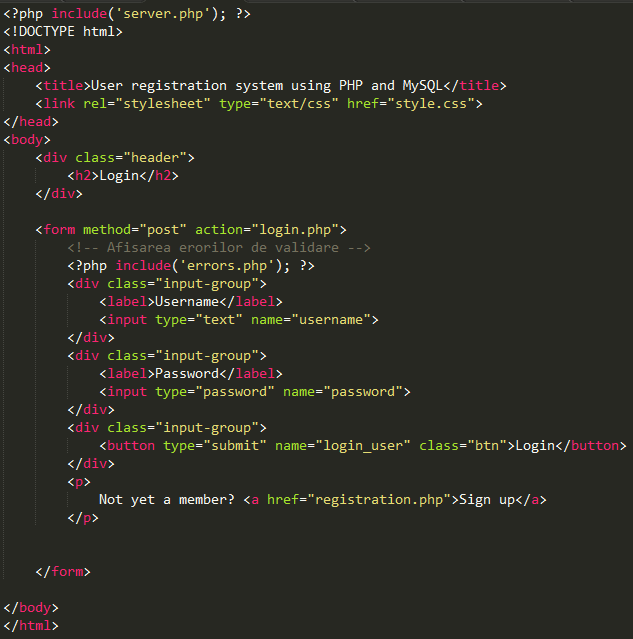 <?php include('server.php'); ?>
<!DOCTYPE html>
<html>
<head>
    <title>User registration system using PHP and MySQL</title>
    <link rel="stylesheet" type="text/css" href="style.css">
</head>
<body>
    <div class="header">
        <h2>Login</h2>
    </div>

    <form method="post" action="login.php">
        <!-- Afisarea erorilor de validare -->
        <?php include('errors.php'); ?>
        <div class="input-group">
            <label>Username</label>
            <input type="text" name="username">
        </div>
        <div class="input-group">
            <label>Password</label>
            <input type="password" name="password">
        </div>
        <div class="input-group">
            <button type="submit" name="login_user" class="btn">Login</button>
        </div>
        <p>
            Not yet a member? <a href="registration.php">Sign up</a>
        </p>


    </form>

</body>
</html>